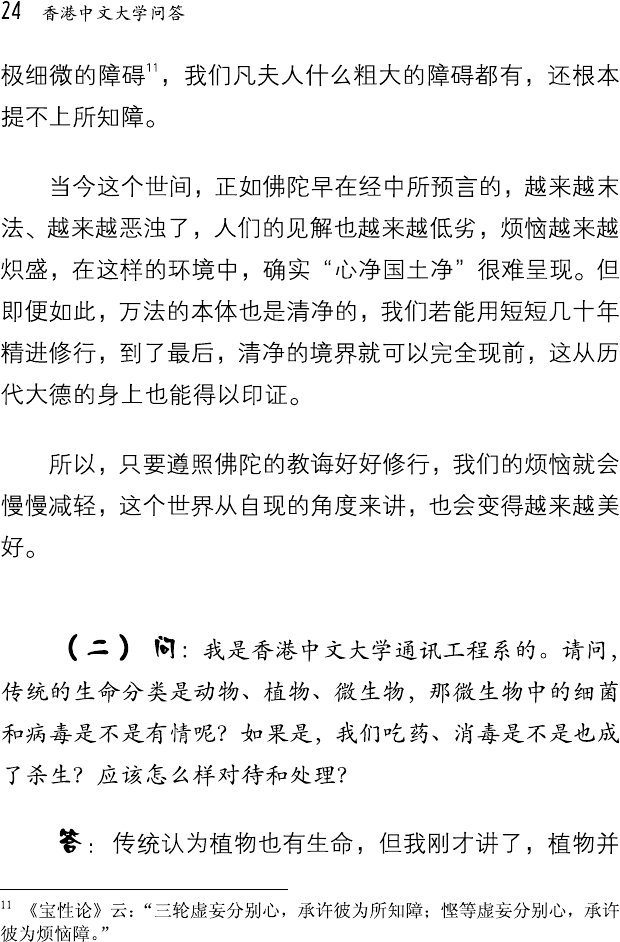 24 香港中文大学问答
极细微的障碍11，我们凡夫人什么粗大的障碍都有，还根本
提不上所知障。
当今这个世间，正如佛陀早在经中所预言的，越来越末
法、越来越恶浊了，人们的见解也越来越低劣，烦恼越来越
炽盛，在这样的环境中，确实“心净国土净”很难呈现。但
即便如此，万法的本体也是清净的，我们若能用短短几十年
精进修行，到了最后，清净的境界就可以完全现前，这从历
代大德的身上也能得以印证。
所以，只要遵照佛陀的教诲好好修行，我们的烦恼就会
慢慢减轻，这个世界从自现的角度来讲，也会变得越来越美
好。
（二）问：我是香港中文大学通讯工程系的。请问，
传统的生命分类是动物、植物、微生物，那微生物中的细菌
和病毒是不是有情呢？如果是，我们吃药、消毒是不是也成
了杀生？应该怎么样对待和处理？
答：传统认为植物也有生命，但我刚才讲了，植物并
11 《宝性论》云：“三轮虚妄分别心，承许彼为所知障；悭等虚妄分别心，承许
彼为烦恼障。”